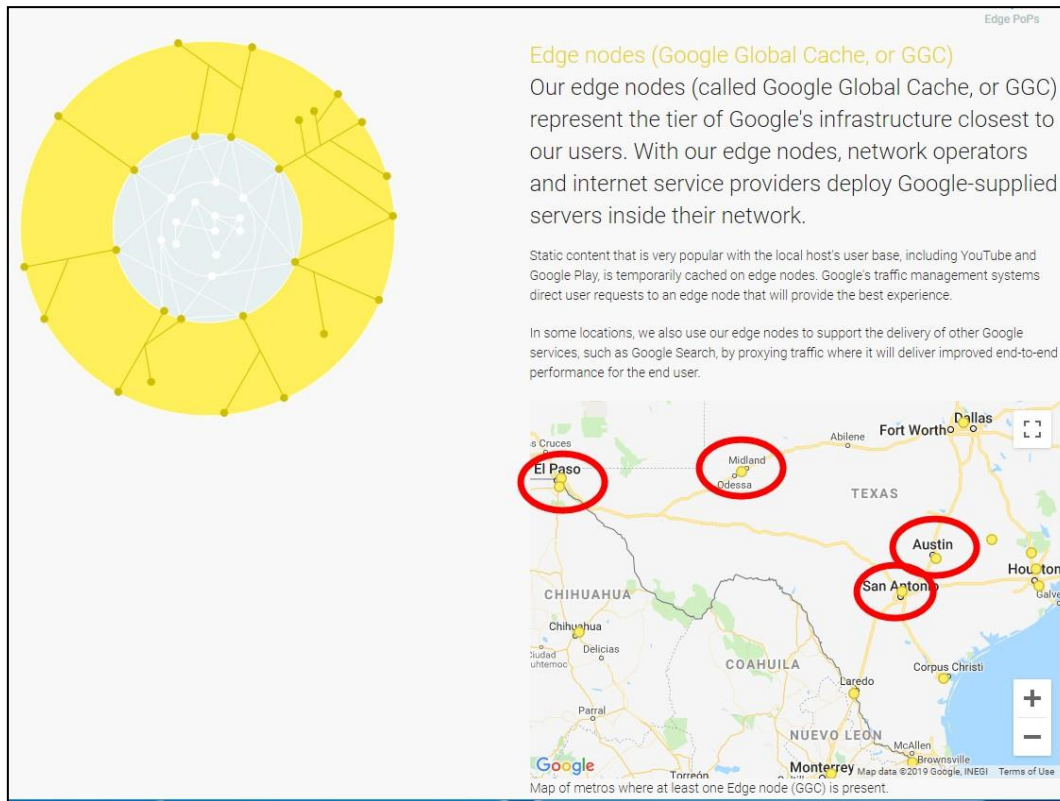 Edge PoPs
Edge nodes (Google Global Cache, or GGC)
Our edge nodes (called Google Global Cache, or GGC)
represent the tier of Google's infrastructure closest to
our users. With our edge nodes, network operators
and internet service providers deploy Google-supplied
servers inside their network.
Static content that is very popular with the local host's user base, including YouTube and
Google Play, is temporarily cached on edge nodes. Google's traffic management systems
direct user requests to an edge node that will provide the best experience.
In some locations, we also use our edge nodes to support the delivery of other Google
services, such as Google Search, by proxying traffic where it will deliver improved end-to-end
performance for the end user.
Dallas
Fort Worth
Abilene
s Cruces
Midland
El Paso
Odessa
TEXAS
Austin
Houston
San Antonio
Galve
CHIHUAHUA
Chihuahua
Delicias
Ciudad
uhtemoc
COAHUILA
Corpus Christi
Laredo
+
Parral
NUEVO LEON
−
McAllen
Brownsville
Google
Torreón
Monterrey
Map data ©2019 Google, INEGI
Terms of Use
Map of metros where at least one Edge node (GGC) is present.